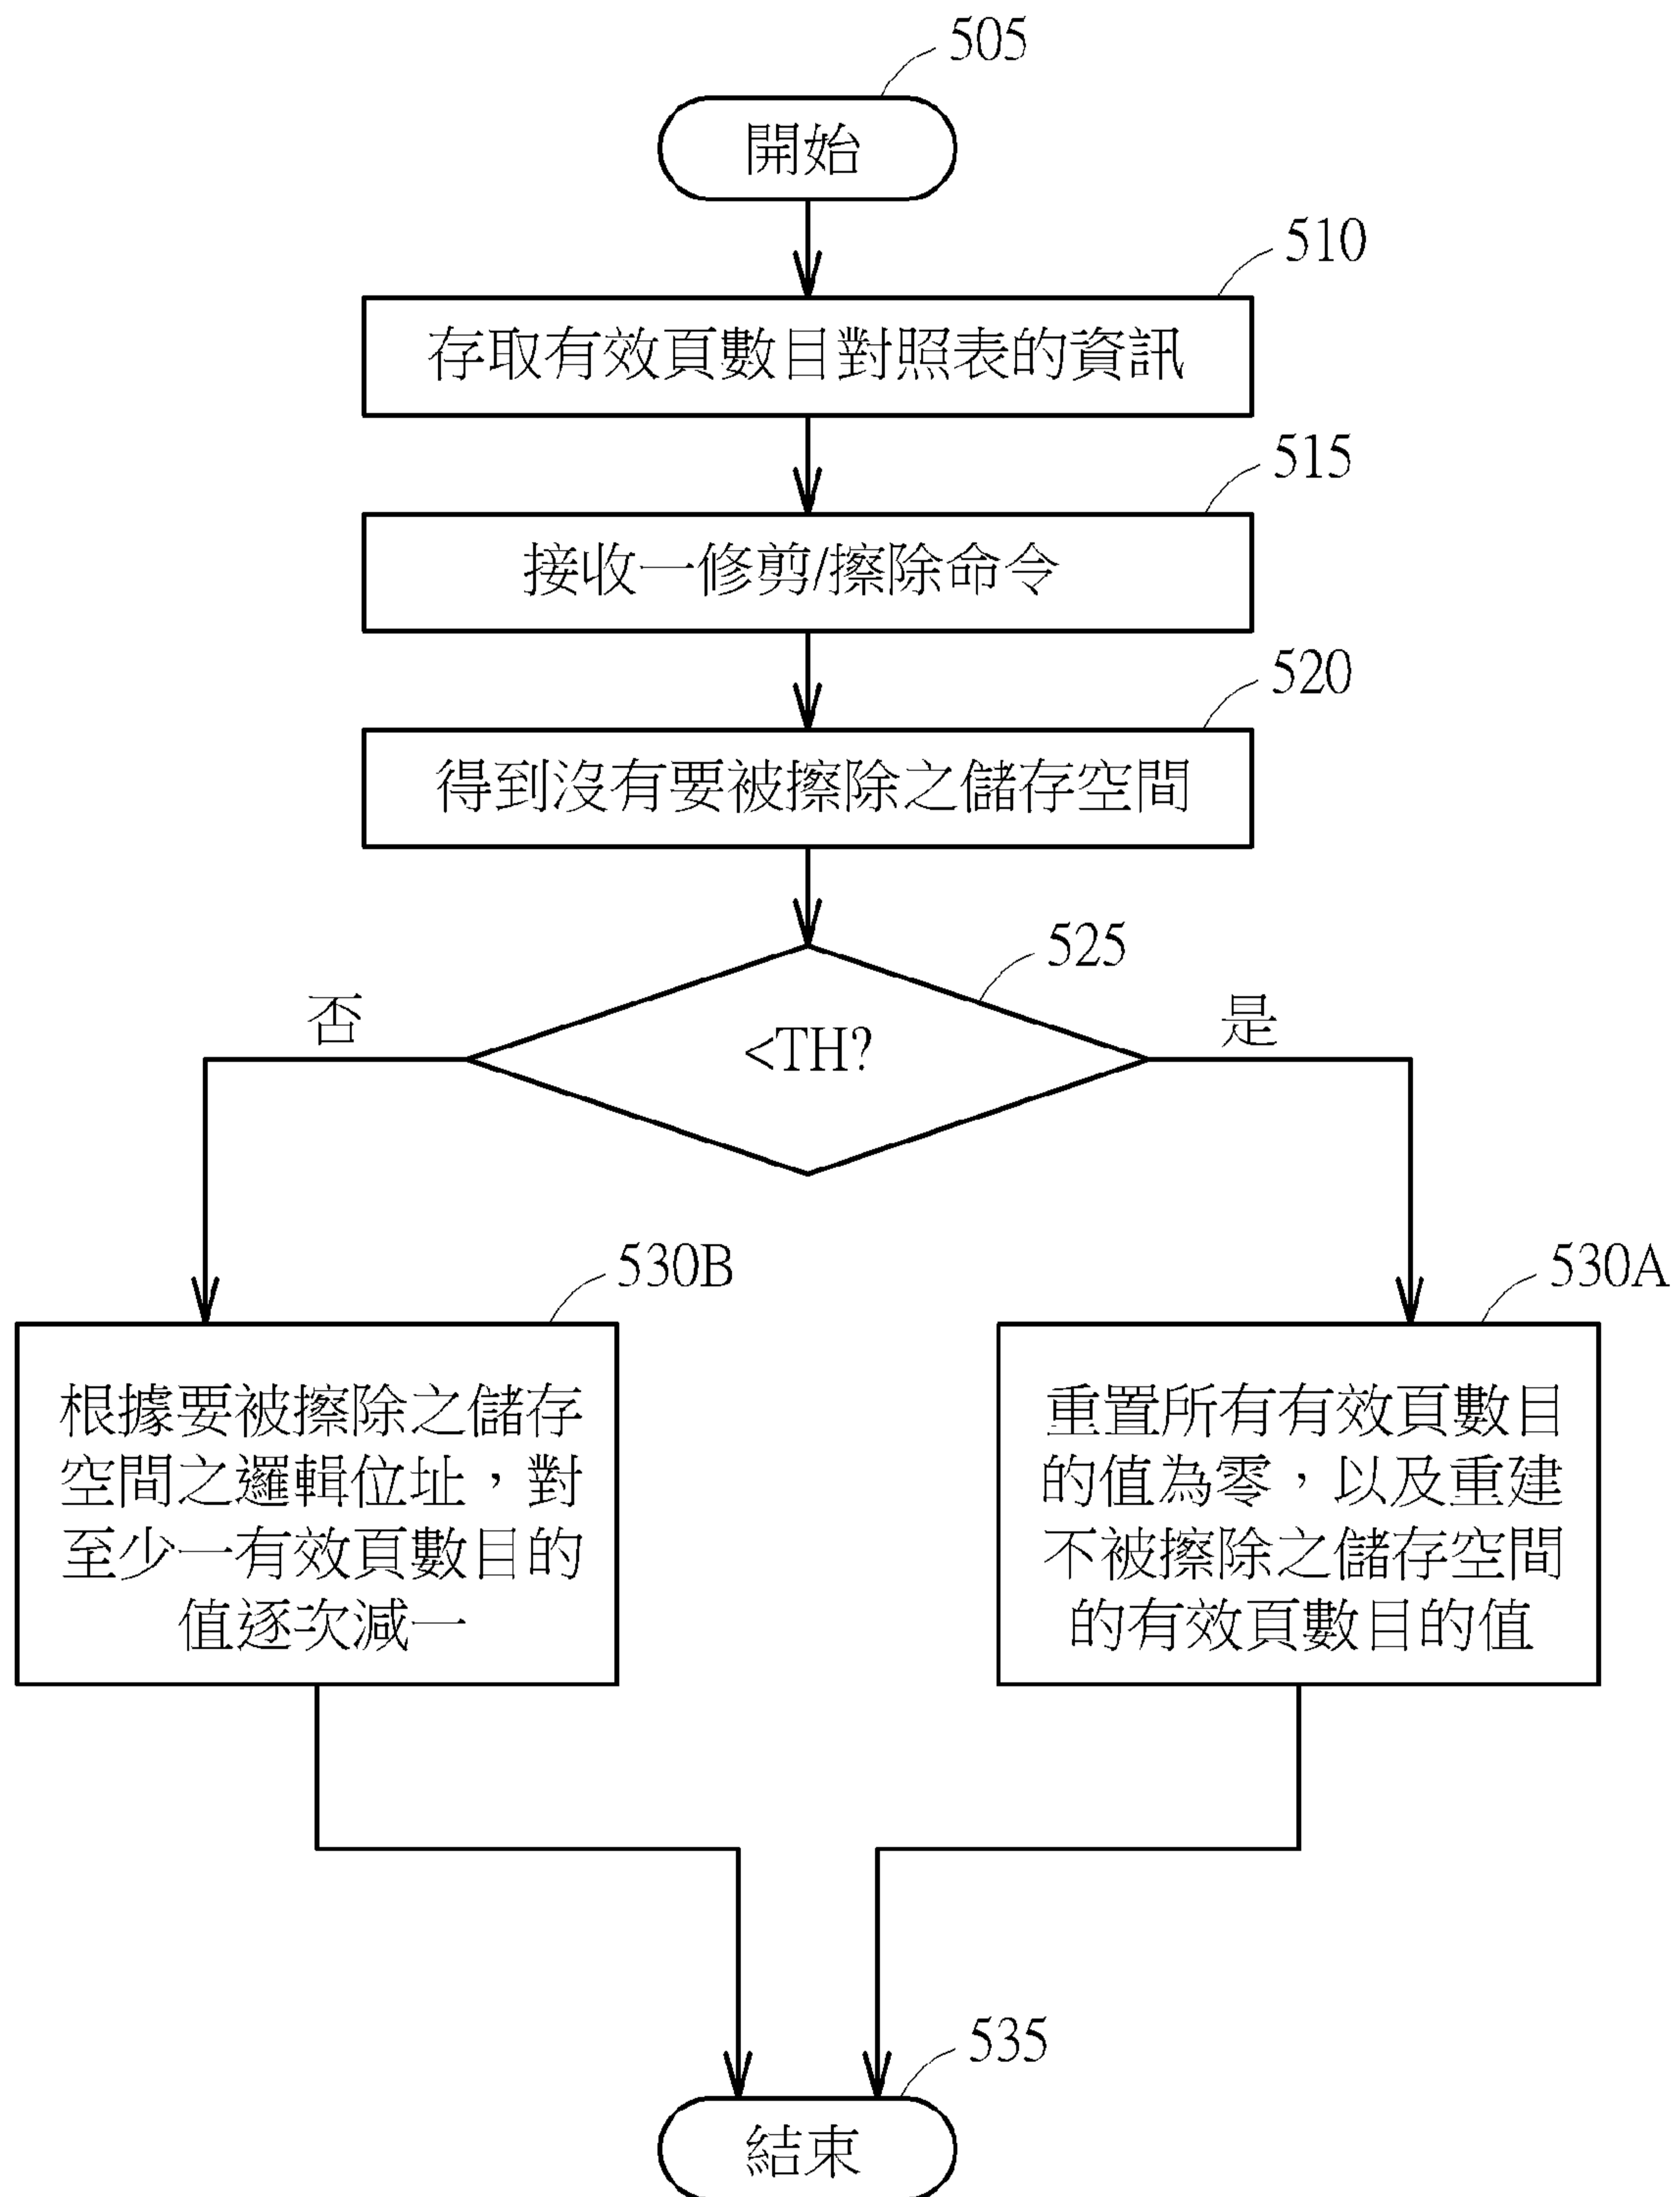 505
開始
510
存取有效頁數目對照表的資訊
515
接收一修剪/擦除命令
520
得到沒有要被擦除之儲存空間
525
否
<TH?
是
530B
根據要被擦除之儲存
空間之邏輯位址，對
至少一有效頁數目的
值逐次減一
530A
重置所有有效頁數目
的值為零，以及重建
不被擦除之儲存空間
的有效頁數目的值
535
結束